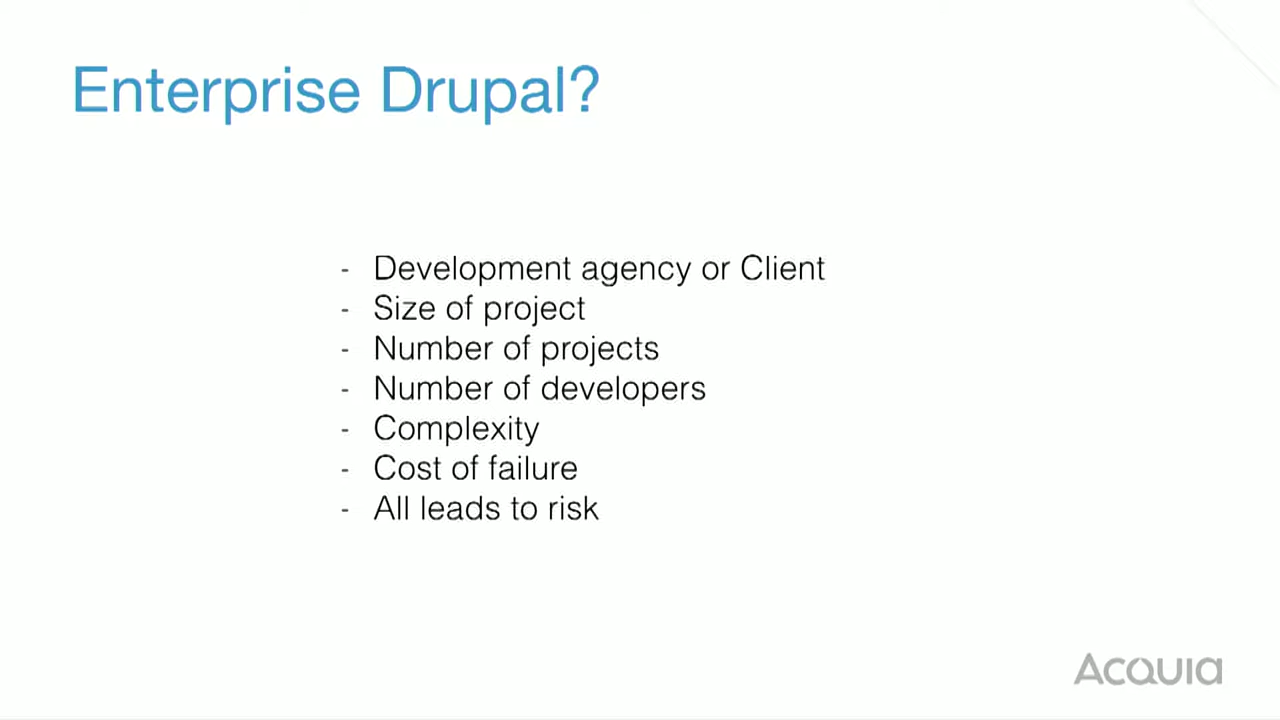 Enterprise Drupal?
- Development agency or Client
- Size of project
- Number of projects
- Number of developers
- Complexity
- Cost of failure
- All leads to risk
Acquia